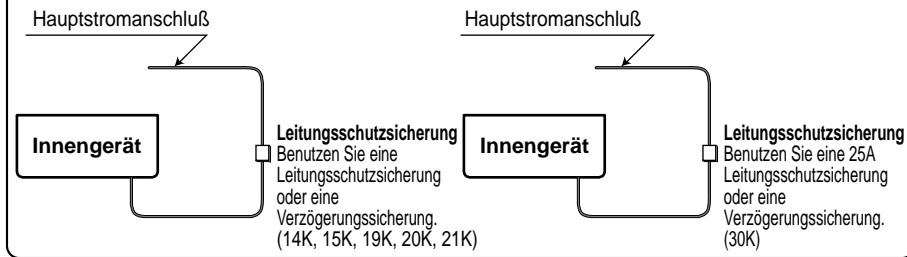 Hauptstromanschluß
Innengerät
Leitungsschutzsicherung
Benutzen Sie eine
Leitungsschutzsicherung
oder eine
Verzögerungssicherung.
(14K, 15K, 19K, 20K, 21K)
Hauptstromanschluß
Innengerät
Leitungsschutzsicherung
Benutzen Sie eine 25A
Leitungsschutzsicherung
oder eine
Verzögerungssicherung.
(30K)